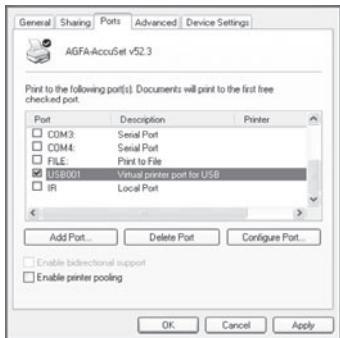 General Sharing Ports Advanced Device Settings
AGFA-AccuSet v52.3
Print to the following port(s). Documents will print to the first free
checked port.
Port Description Printer
COM3: Serial Port
COM4: Serial Port
FILE: Print to File
USB001 Virtual printer port for USB
IR Local Port
Add Port... Delete Port Configure Port...
Enable bidirectional support
Enable printer pooling
OK Cancel Apply